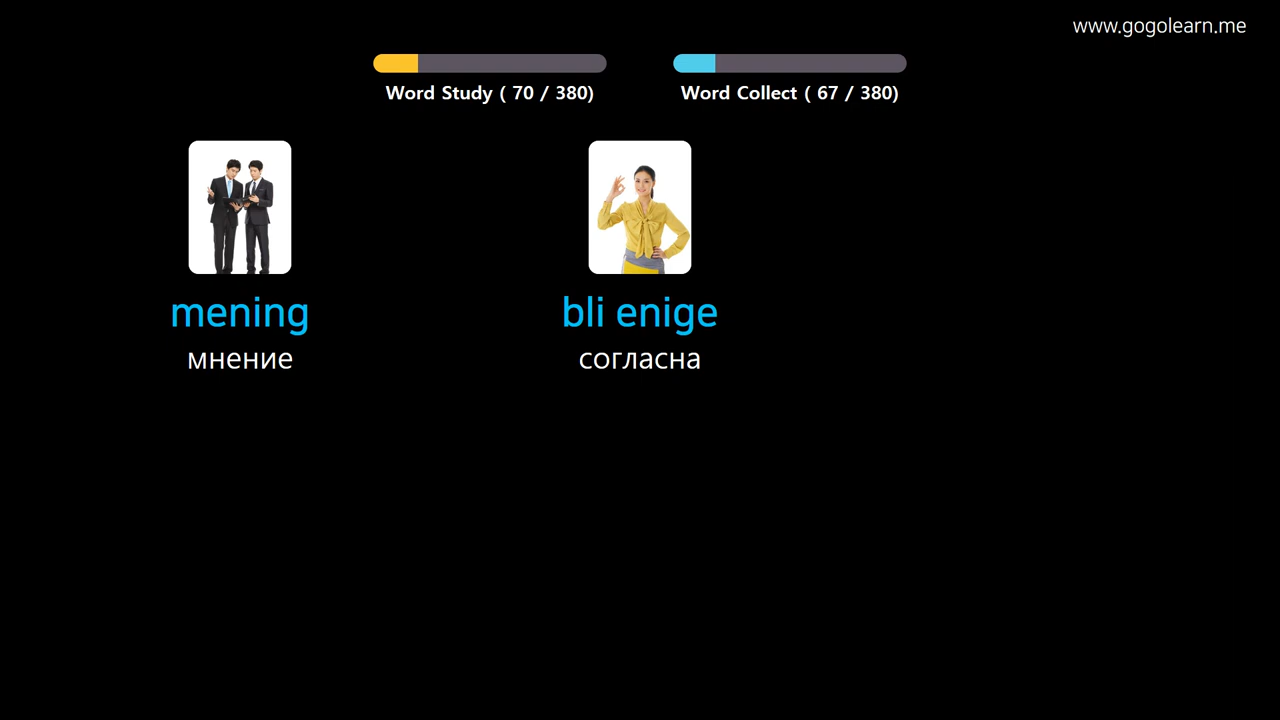 www.gogolearn.me
Word Study ( 70 / 380)
Word Collect ( 67 / 380)
mening
мнение
bli enige
согласна